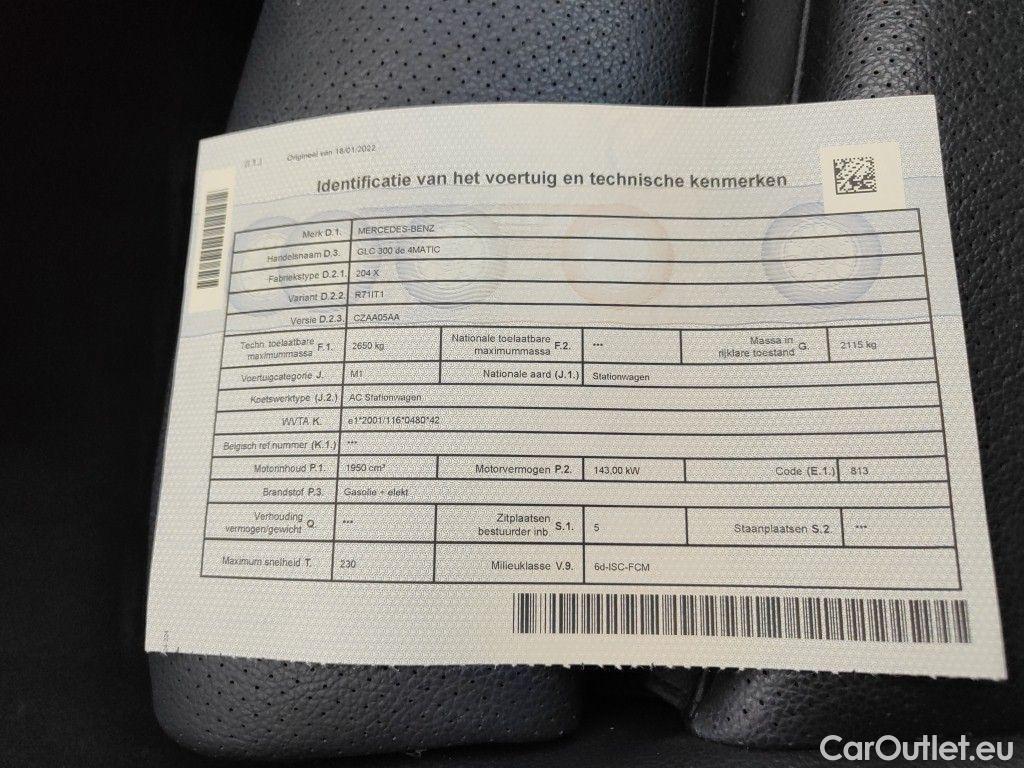 Origineel van 18/01/2022
Identificatie van het voertuig en technische kenmerken
Merk D.1. MERCEDES-BENZ
Handelsnaam D.3. GLC 300 de 4MATIC
Fabriekstype D.2.1. 204 X
Variant D.2.2. R71IT1
Versie D.2.3. CZAA05AA
Techn. toelaatbare maximummassa F.1. 2650 kg Nationale toelaatbare maximummassa F.2. *** Massa in rijklare toestand G. 2115 kg
Voertuigcategorie J. M1 Nationale aard (J.1.) Stationwagen
Koetswerktype (J.2.) AC Stationwagen
WVTA K. e1*2001/116*0480*42
Belgisch ref.nummer (K.1.) ***
Motorinhoud P.1. 1950 cm³ Motorvermogen P.2. 143,00 kW Code (E.1.) 813
Brandstof P.3. Gasolie + elekt
Verhouding vermogen/gewicht Q. *** Zitplaatsen bestuurder inb. S.1. 5 Staanplaatsen S.2. ***
Maximum snelheid T. 230 Milieuklasse V.9. 6d-ISC-FCM
CarOutlet.eu